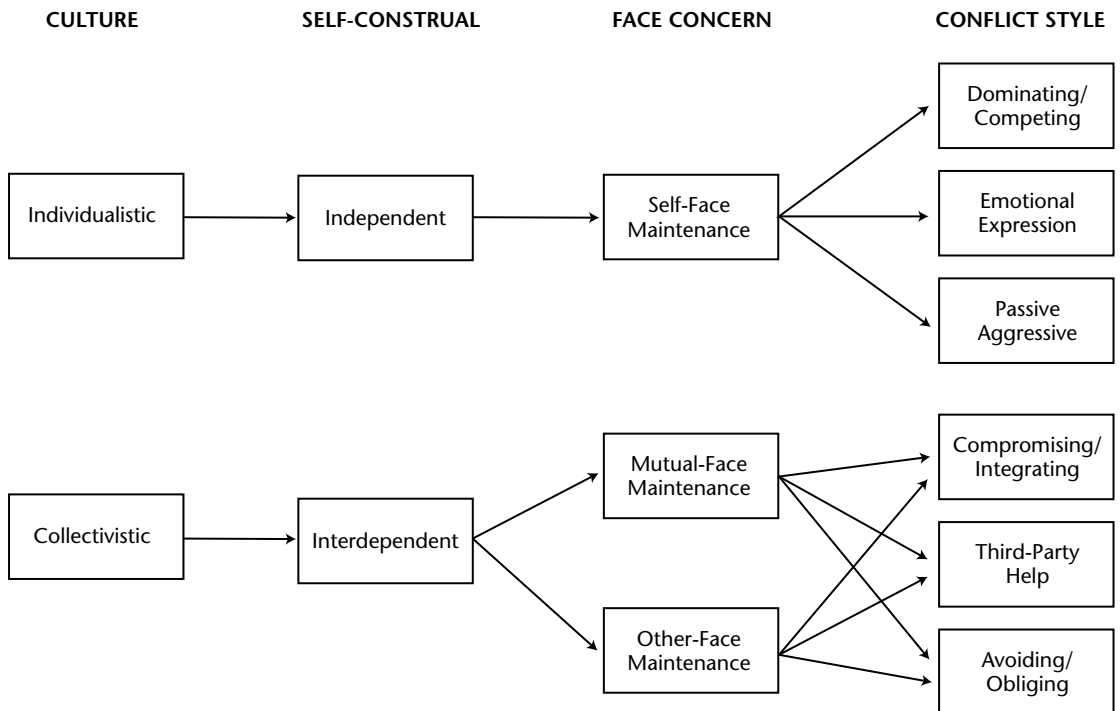 CULTURE
SELF-CONSTRUAL
FACE CONCERN
CONFLICT STYLE
Individualistic
Independent
Self-Face
Maintenance
Dominating/
Competing
Emotional
Expression
Passive
Aggressive
Collectivistic
Interdependent
Mutual-Face
Maintenance
Other-Face
Maintenance
Compromising/
Integrating
Third-Party
Help
Avoiding/
Obliging